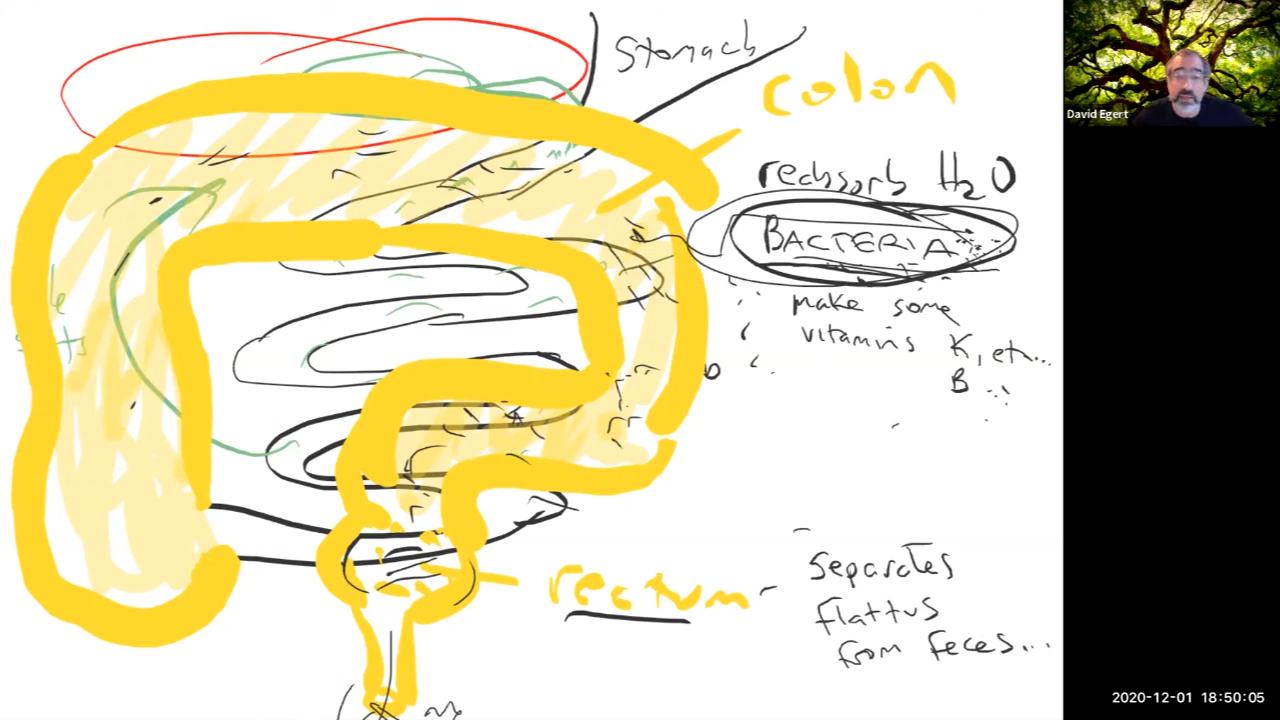 Stomach
colon
David Egert
reabsorb H₂O
BACTERIA
make some
vitamins K, etc...
B
separates
flattus
from feces...
rectum
2020-12-01 18:50:05